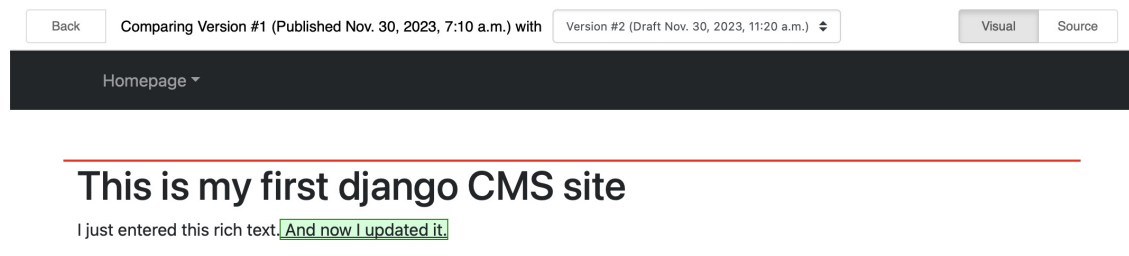 Back Comparing Version #1 (Published Nov. 30, 2023, 7:10 a.m.) with Version #2 (Draft Nov. 30, 2023, 11:20 a.m.) Visual Source
Homepage
This is my first django CMS site
I just entered this rich text. And now I updated it.